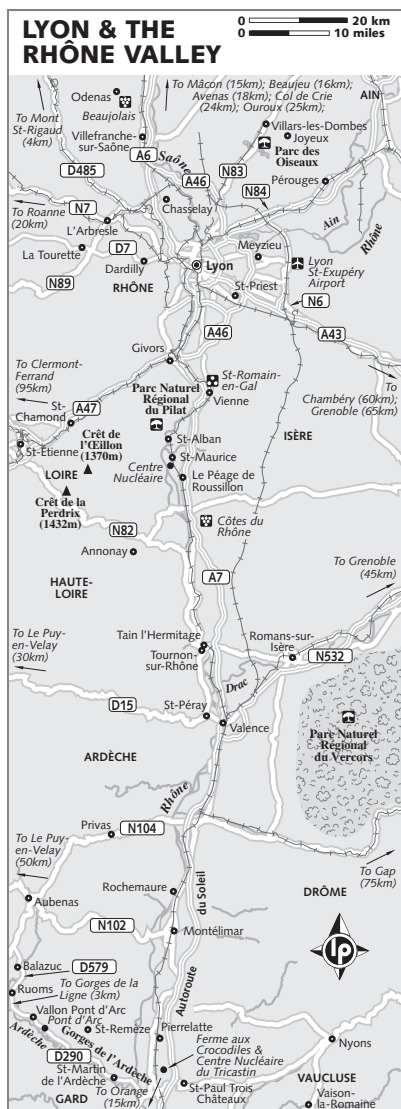 LYON & THE
RHÔNE VALLEY
0 20 km
0 10 miles
To Mâcon (15km); Beaujeu (16km);
Avenas (18km); Col de Crie
(24km); Ouroux (25km);
AIN
Odenas
Beaujolais
To Mont
St-Rigaud
(4km)
Villefranche-
sur-Saône
Villars-les-Dombes
Joyeux
Parc des
Oiseaux
A6
Saône
D485
A46
N83
N84
Pérouges
To Roanne
(20km)
N7
Chasselay
L'Arbresle
Ain
Rhône
D7
La Tourette
Dardilly
Lyon
Meyzieu
Lyon
St-Exupéry
Airport
N89
RHÔNE
St-Priest
N6
A46
A43
Givors
To Clermont-
Ferrand
(95km)
Parc Naturel
Régional
du Pilat
St-Romain-
en-Gal
Vienne
To
Chambéry (60km);
Grenoble (65km)
St-
Chamond
A47
Crêt de
l'Œillon
(1370m)
St-Alban
ISÈRE
St-Etienne
St-Maurice
LOIRE
Centre
Nucléaire
Le Péage de
Roussillon
Crêt de la
Perdrix
(1432m)
Côtes du
Rhône
N82
Annonay
To Grenoble
(45km)
A7
HAUTE-
LOIRE
To Le Puy-
en-Velay
(30km)
Tain l'Hermitage
Tournon-
sur-Rhône
Romans-sur-
Isère
N532
Drac
D15
St-Péray
Valence
Parc Naturel
Régional
du Vercors
ARDÈCHE
Rhône
Privas
N104
To Le Puy-
en-Velay
(50km)
To Gap
(75km)
Rochemaure
du Soleil
DRÔME
Aubenas
N102
Montélimar
lp
Autoroute
Balazuc
D579
To Gorges de la
Ligne (3km)
Ruoms
Vallon Pont d'Arc
Pont d'Arc
Ardèche
Gorges de l'Ardèche
St-Remèze
Pierrelatte
Ferme aux
Crocodiles &
Centre Nucléaire
du Tricastin
Nyons
D290
St-Martin
de l'Ardèche
To Orange
(15km)
St-Paul Trois
Châteaux
VAUCLUSE
Vaison-
la-Romaine
GARD